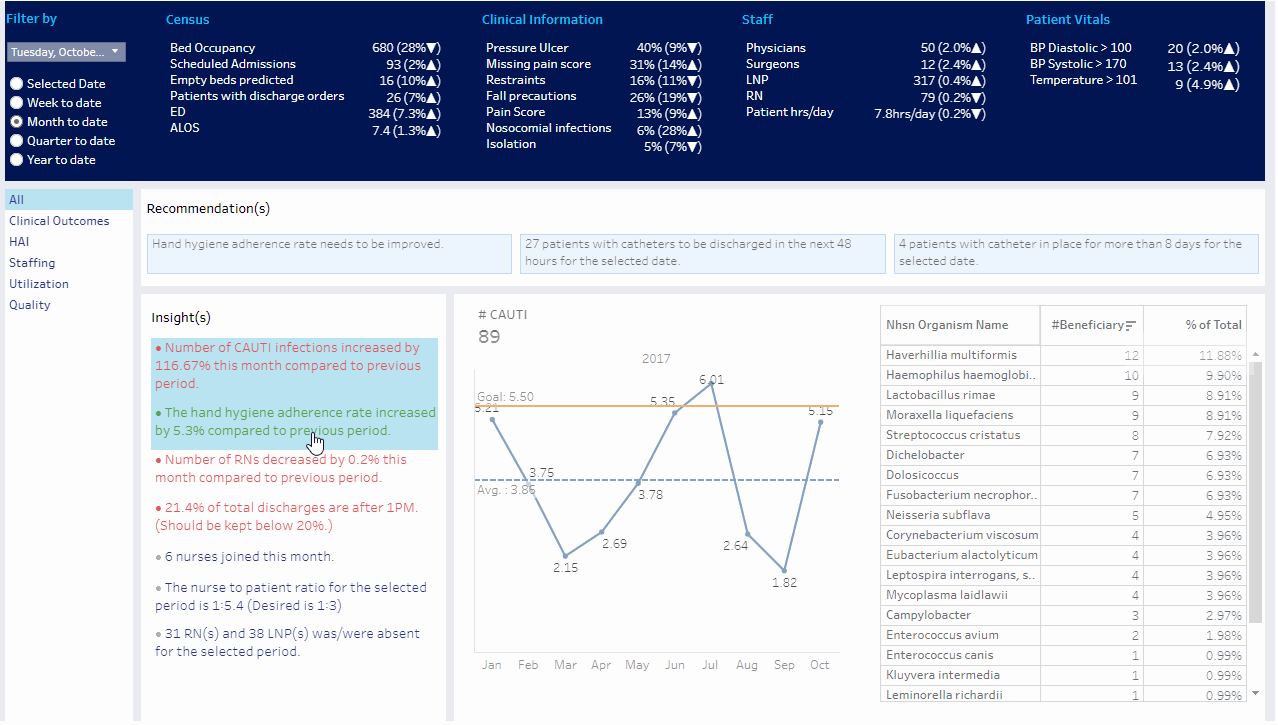 Filter by
Tuesday, Octobe...
Selected Date
Week to date
Month to date
Quarter to date
Year to date
Census
Bed Occupancy 680 (28%▼)
Scheduled Admissions 93 (2%▲)
Empty beds predicted 16 (10%▲)
Patients with discharge orders 26 (7%▲)
ED 384 (7.3%▲)
ALOS 7.4 (1.3%▲)
Clinical Information
Pressure Ulcer 40% (9%▼)
Missing pain score 31% (14%▲)
Restraints 16% (11%▼)
Fall precautions 26% (19%▼)
Pain Score 13% (9%▲)
Nosocomial infections 6% (28%▲)
Isolation 5% (7%▼)
Staff
Physicians 50 (2.0%▲)
Surgeons 12 (2.4%▲)
LNP 317 (0.4%▲)
RN 79 (0.2%▼)
Patient hrs/day 7.8hrs/day (0.2%▼)
Patient Vitals
BP Diastolic > 100 20 (2.0%▲)
BP Systolic > 170 13 (2.4%▲)
Temperature > 101 9 (4.9%▲)
All
Clinical Outcomes
HAI
Staffing
Utilization
Quality
Recommendation(s)
Hand hygiene adherence rate needs to be improved.
27 patients with catheters to be discharged in the next 48
hours for the selected date.
4 patients with catheter in place for more than 8 days for the
selected date.
Insight(s)
● Number of CAUTI infections increased by
116.67% this month compared to previous
period.
● The hand hygiene adherence rate increased
by 5.3% compared to previous period.
● Number of RNs decreased by 0.2% this
month compared to previous period.
● 21.4% of total discharges are after 1PM.
(Should be kept below 20%.)
● 6 nurses joined this month.
● The nurse to patient ratio for the selected
period is 1:5.4 (Desired is 1:3)
● 31 RN(s) and 38 LNP(s) was/were absent
for the selected period.
# CAUTI
89
2017
Goal: 5.50
Avg. : 3.86
5.21
3.75
2.15
2.69
3.78
5.35
6.01
2.64
1.82
5.15
Jan Feb Mar Apr May Jun Jul Aug Sep Oct
Nhsn Organism Name #Beneficiary % of Total
Haverhillia multiformis 12 11.88%
Haemophilus haemoglobi.. 10 9.90%
Lactobacillus rimae 9 8.91%
Moraxella liquefaciens 9 8.91%
Streptococcus cristatus 8 7.92%
Dichelobacter 7 6.93%
Dolosicoccus 7 6.93%
Fusobacterium necrophor.. 7 6.93%
Neisseria subflava 5 4.95%
Corynebacterium viscosum 4 3.96%
Eubacterium alactolyticum 4 3.96%
Leptospira interrogans, s.. 4 3.96%
Mycoplasma laidlawii 4 3.96%
Campylobacter 3 2.97%
Enterococcus avium 2 1.98%
Enterococcus canis 1 0.99%
Kluyvera intermedia 1 0.99%
Leminorella richardii 1 0.99%